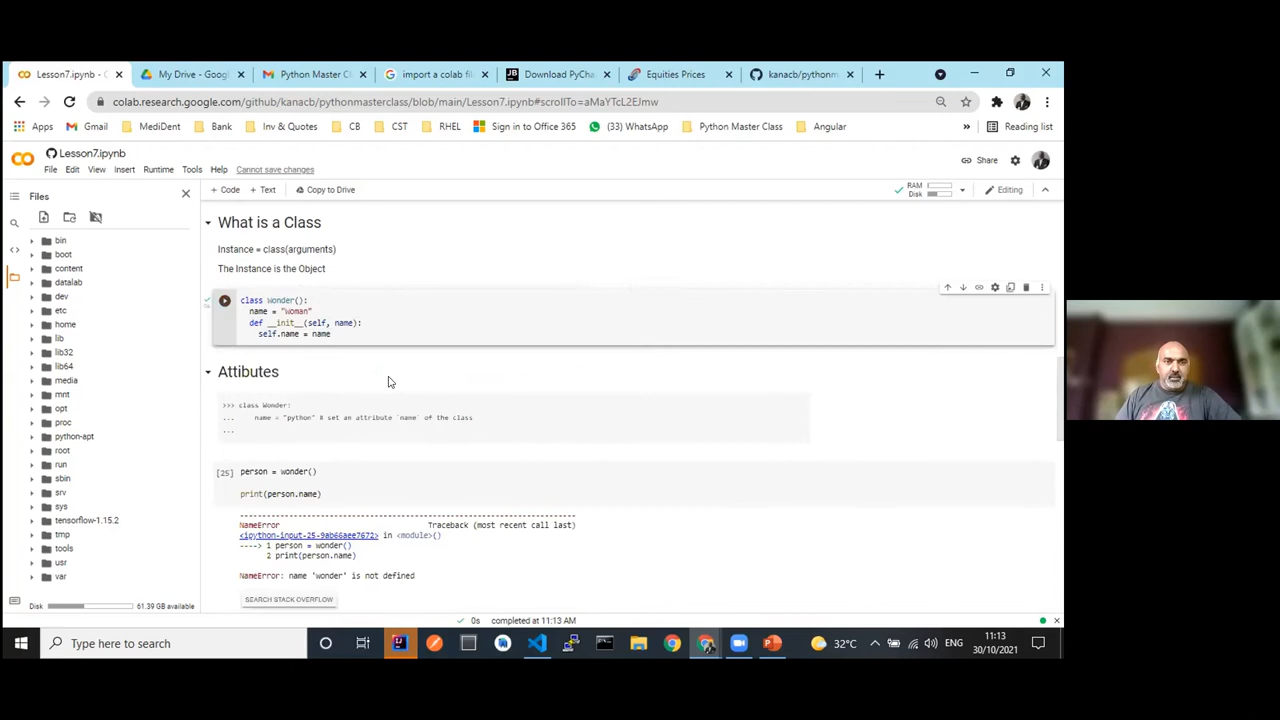 Lesson7.ipynb - C
My Drive - Googl
Python Master C
import a colab fi
Download PyCha
Equities Prices
kanacb/pythonm
colab.research.google.com/github/kanacb/pythonmasterclass/blob/main/Lesson7.ipynb#scrollTo=aMaYTcL2EJmw
Apps
Gmail
MediDent
Bank
Inv & Quotes
CB
CST
RHEL
Sign in to Office 365
(33) WhatsApp
Python Master Class
Angular
»
Reading list
Lesson7.ipynb
File Edit View Insert Runtime Tools Help Cannot save changes
Share
Files
+ Code + Text Copy to Drive
RAM
Disk
Editing
bin
boot
content
datalab
dev
etc
home
lib
lib32
lib64
media
mnt
opt
proc
python-apt
root
run
sbin
srv
sys
tensorflow-1.15.2
tmp
tools
usr
var
Disk 61.39 GB available
What is a Class
Instance = class(arguments)
The Instance is the Object
class Wonder():
name = "Woman"
def __init__(self, name):
self.name = name
Attibutes
>>> class Wonder:
... name = "python" # set an attribute `name` of the class
...
[25] person = wonder()
print(person.name)
NameError Traceback (most recent call last)
<ipython-input-25-9ab66aee7672> in <module>()
----> 1 person = wonder()
2 print(person.name)
NameError: name 'wonder' is not defined
SEARCH STACK OVERFLOW
0s completed at 11:13 AM
Type here to search
32°C
ENG
11:13
30/10/2021